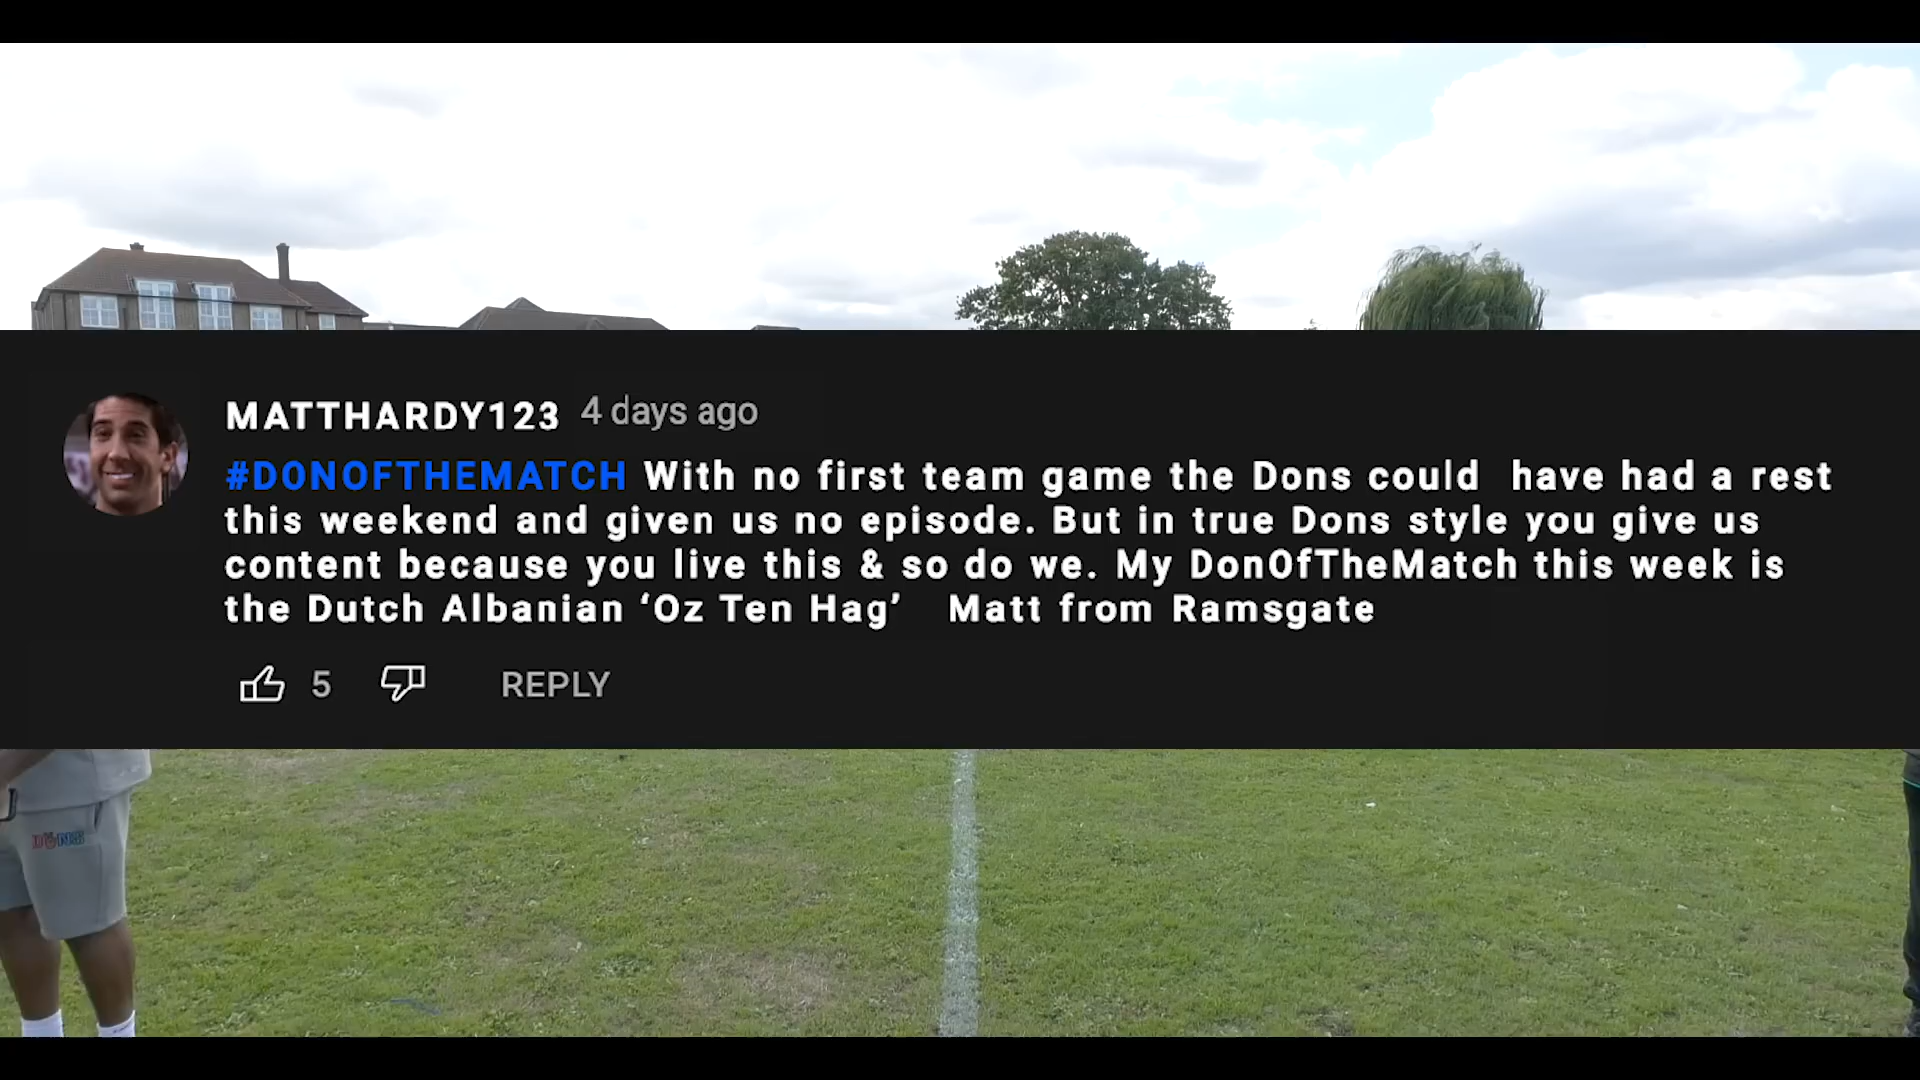 MATTHARDY123 4 days ago
#DONOFTHEMATCH With no first team game the Dons could have had a rest
this weekend and given us no episode. But in true Dons style you give us
content because you live this & so do we. My DonOfTheMatch this week is
the Dutch Albanian ‘Oz Ten Hag’ Matt from Ramsgate
5 REPLY
DONS